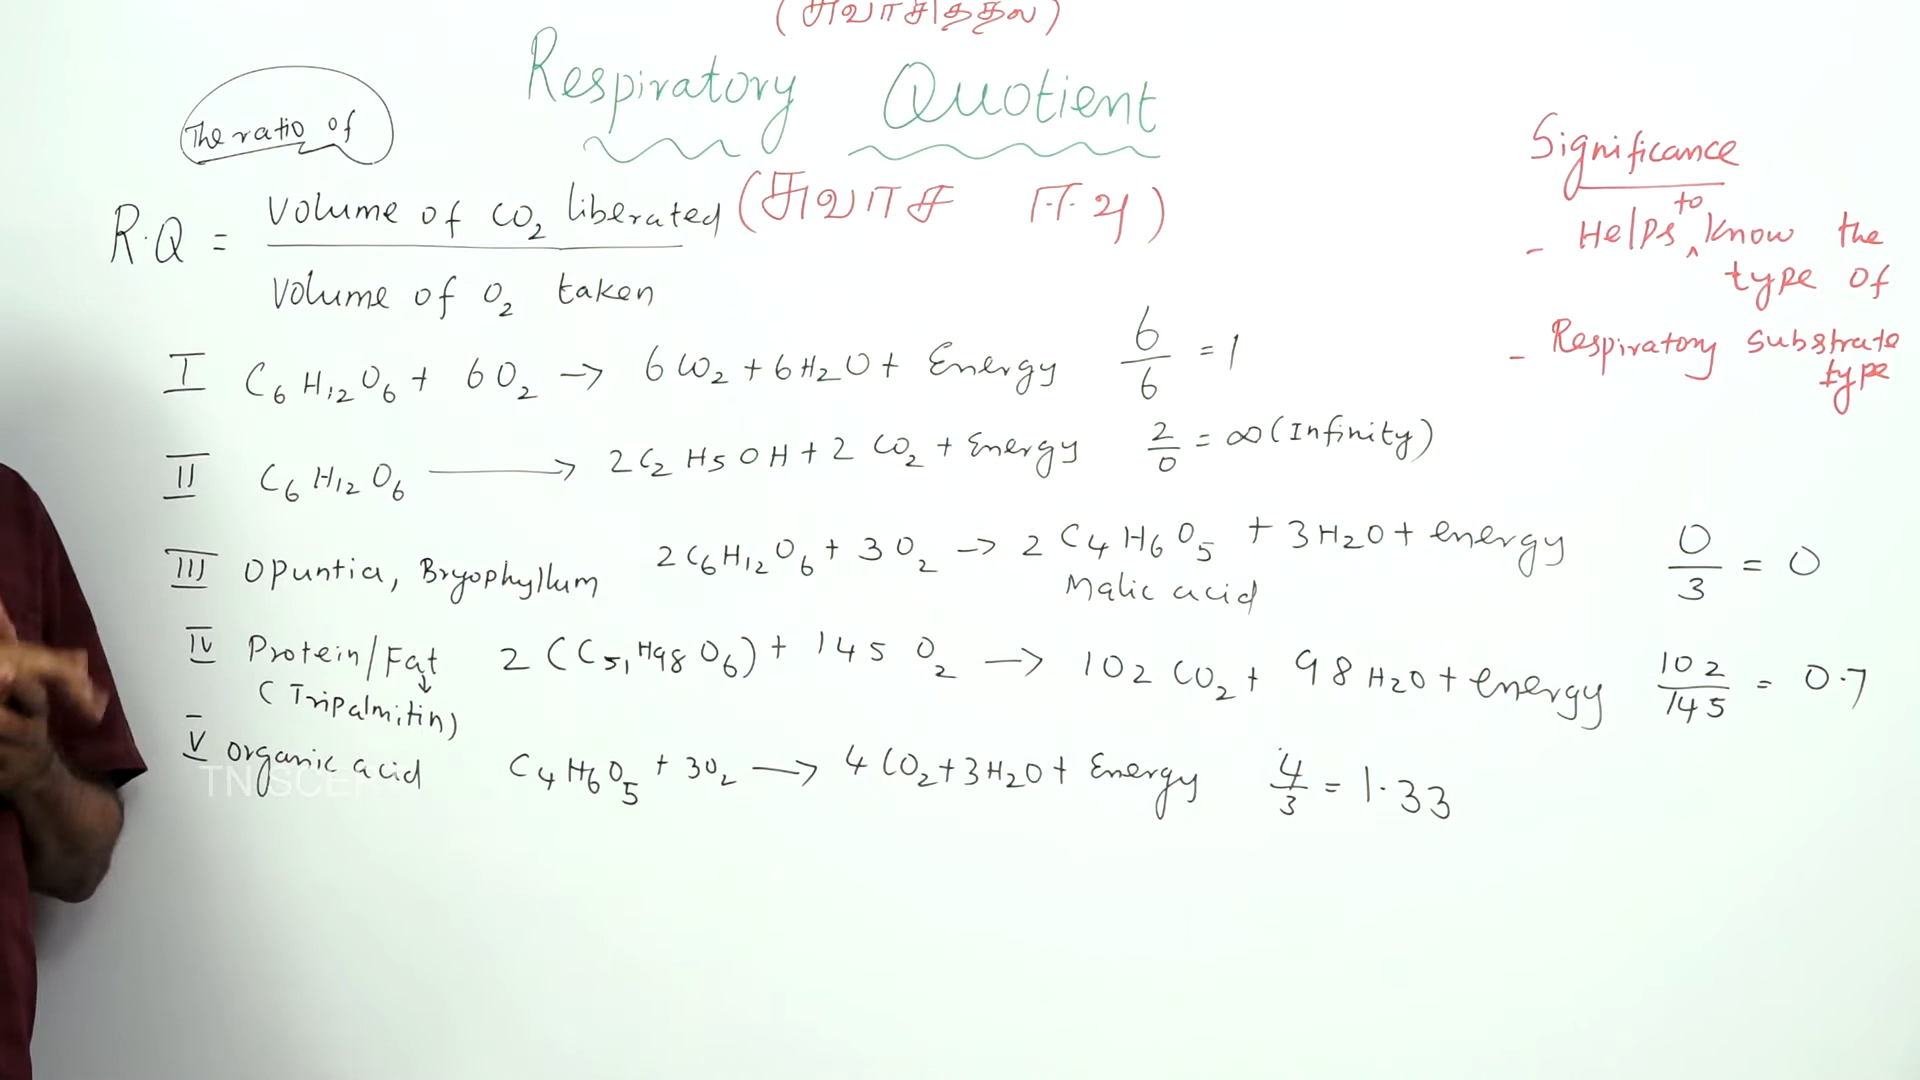 (சுவாசித்தல்)
Respiratory Quotient
The ratio of
(சுவாச ஈவு)
R.Q = Volume of CO₂ liberated / Volume of O₂ taken
I C₆H₁₂O₆ + 6O₂ → 6CO₂ + 6H₂O + Energy 6/6 = 1
II C₆H₁₂O₆ → 2C₂H₅OH + 2CO₂ + Energy 2/0 = ∞ (Infinity)
III Opuntia, Bryophyllum 2C₆H₁₂O₆ + 3O₂ → 2C₄H₆O₅ + 3H₂O + energy 0/3 = 0
Malic acid
IV Protein/Fat 2(C₅₁H₉₈O₆) + 145 O₂ → 102 CO₂ + 98 H₂O + energy 102/145 = 0.7
↓
(Tripalmitin)
V organic acid C₄H₆O₅ + 3O₂ → 4CO₂ + 3H₂O + Energy 4/3 = 1.33
Significance
- Helps to know the
type of
- Respiratory substrate
type